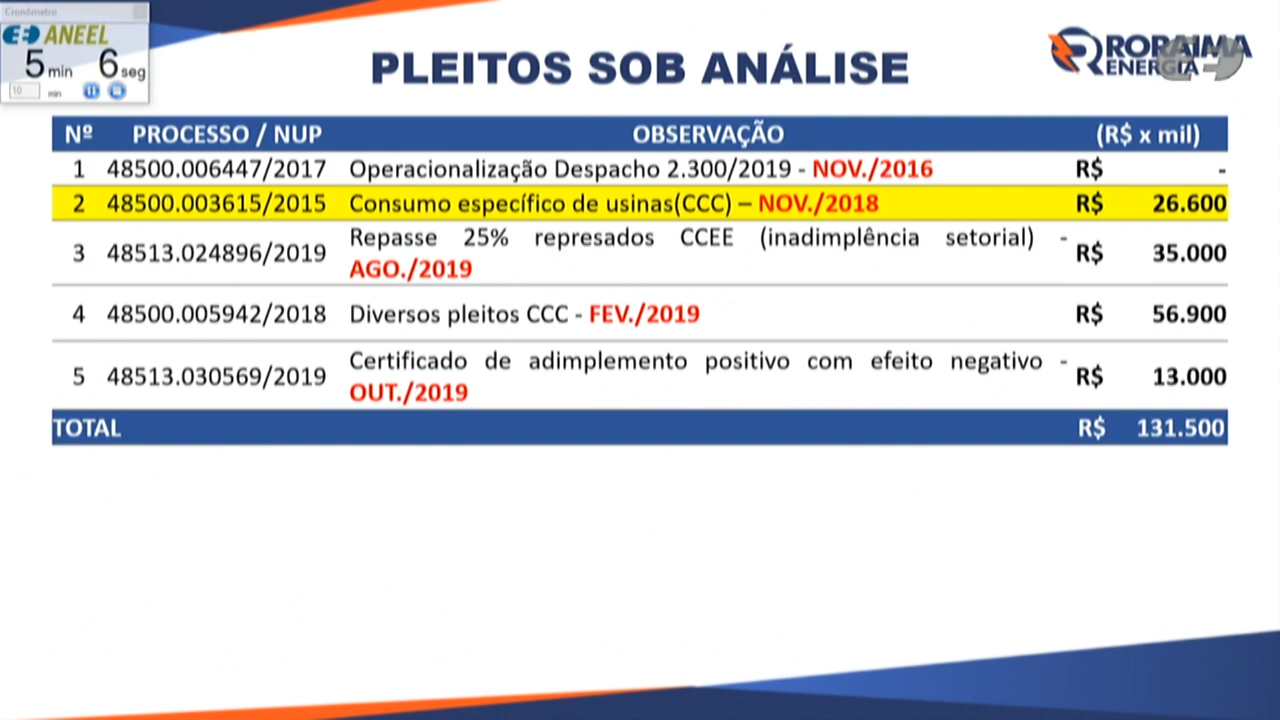 Cronômetro
ANEEL
5 min 6 seg
10 min
PLEITOS SOB ANÁLISE
RORAIMA
ENERGIA
Nº PROCESSO / NUP OBSERVAÇÃO (R$ x mil)
1 48500.006447/2017 Operacionalização Despacho 2.300/2019 - NOV./2016 R$ -
2 48500.003615/2015 Consumo específico de usinas(CCC) – NOV./2018 R$ 26.600
3 48513.024896/2019 Repasse 25% represados CCEE (inadimplência setorial) - R$ 35.000
AGO./2019
4 48500.005942/2018 Diversos pleitos CCC - FEV./2019 R$ 56.900
5 48513.030569/2019 Certificado de adimplemento positivo com efeito negativo - R$ 13.000
OUT./2019
TOTAL R$ 131.500